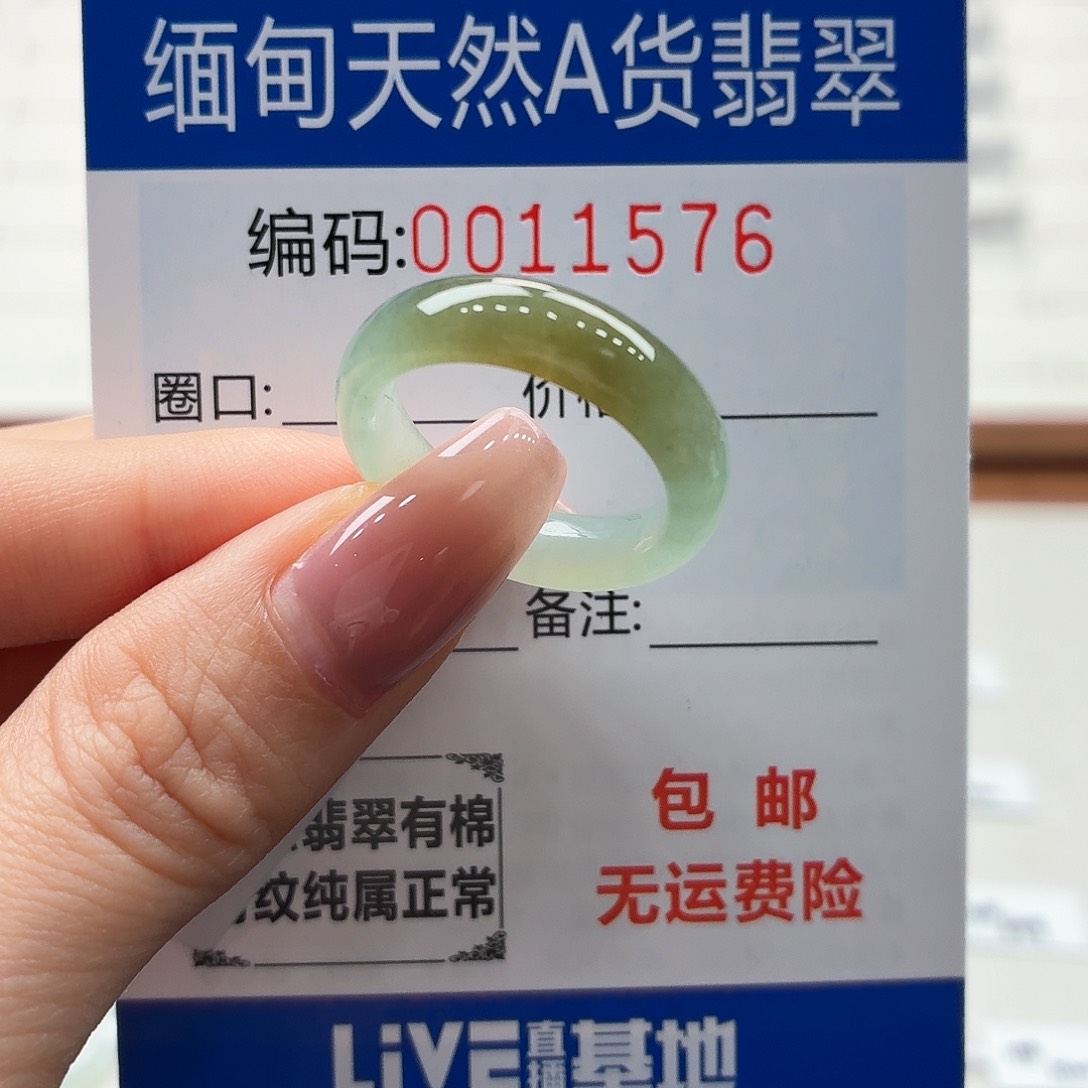 缅甸天然A货翡翠
编码:0011576
圈口: 价
备注:
翡翠有棉
纹纯属正常
包邮
无运费险
LiVE直播基地